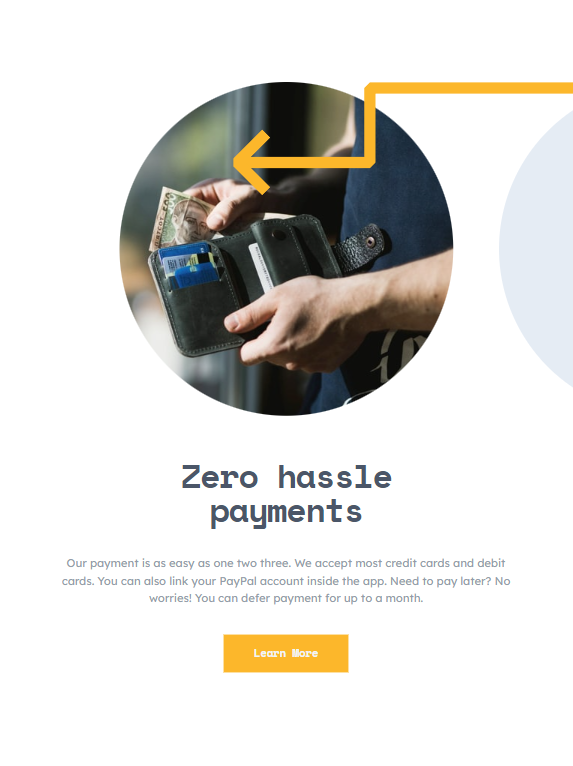 Zero hassle
payments
Our payment is as easy as one two three. We accept most credit cards and debit
cards. You can also link your PayPal account inside the app. Need to pay later? No
worries! You can defer payment for up to a month.
Learn More